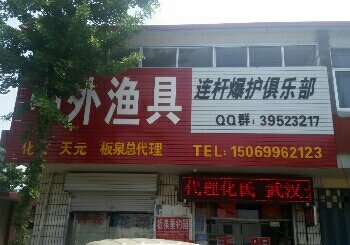 外渔具
连杆爆护俱乐部
QQ群: 39523217
化 天元 板泉总代理
TEL: 15069962123
代理化氏 武汉